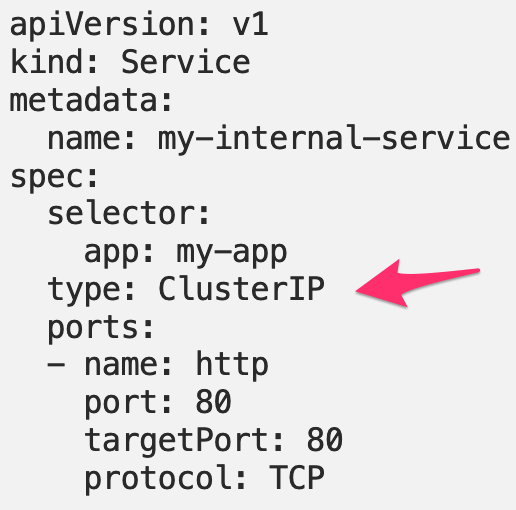 apiVersion: v1
kind: Service
metadata:
  name: my-internal-service
spec:
  selector:
    app: my-app
  type: ClusterIP
  ports:
  - name: http
    port: 80
    targetPort: 80
    protocol: TCP